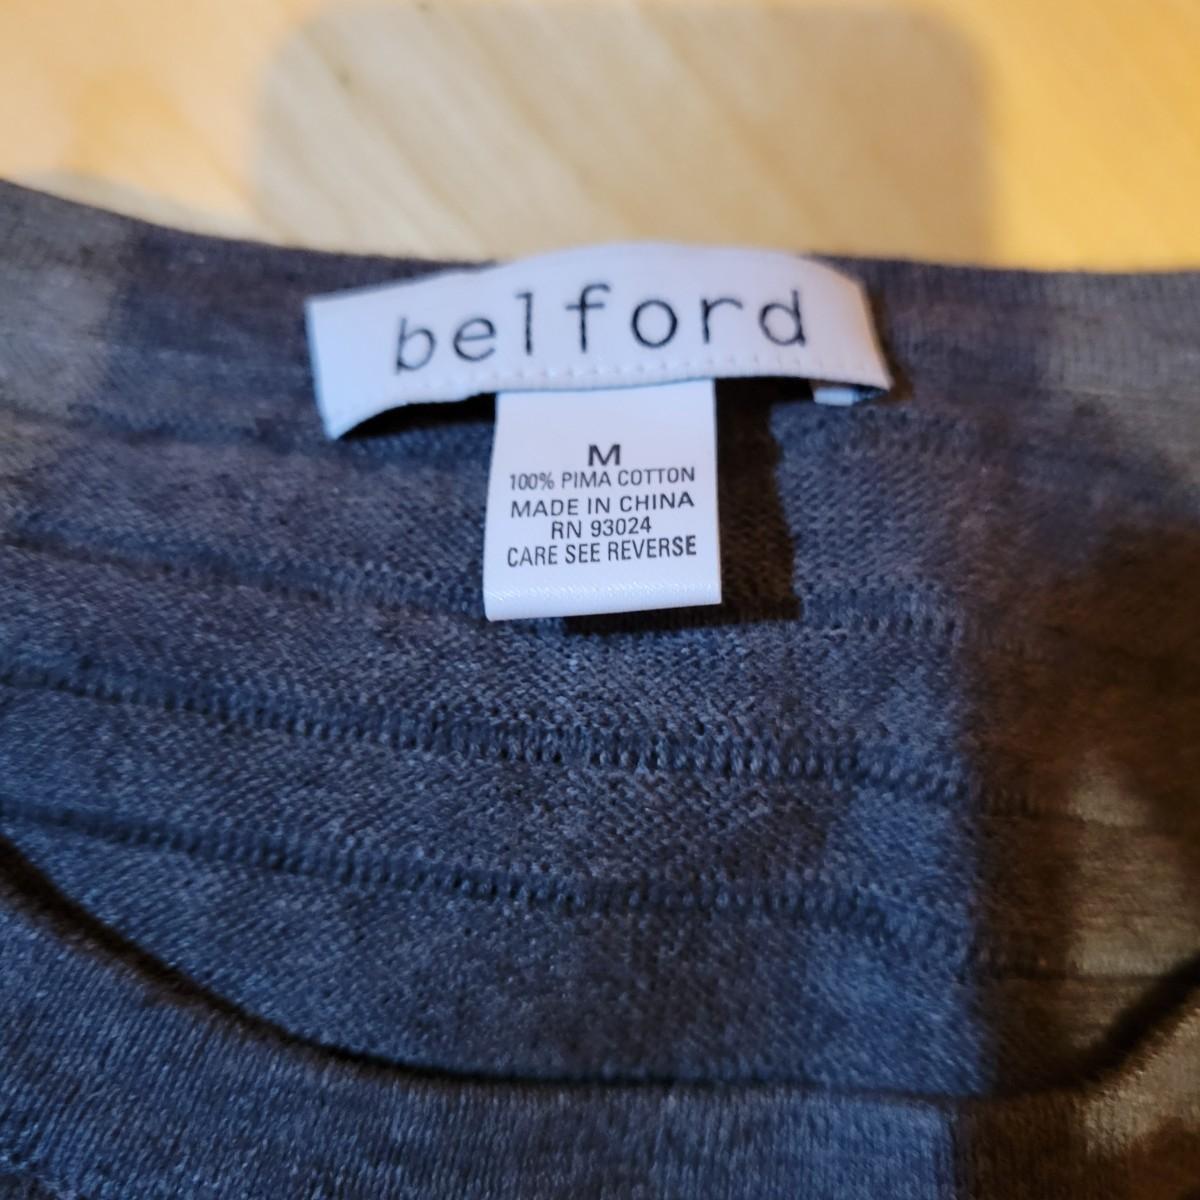 belford
M
100% PIMA COTTON
MADE IN CHINA
RN 93024
CARE SEE REVERSE